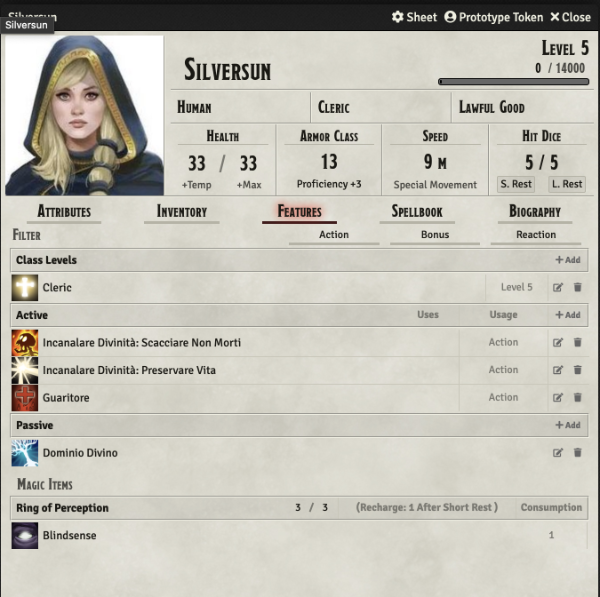 Silversun
Sheet Prototype Token Close
Silversun
Silversun
Level 5
0 / 14000
Human Cleric Lawful Good
Health Armor Class Speed Hit Dice
33 / 33 13 9 m 5 / 5
+Temp +Max Proficiency +3 Special Movement S. Rest L. Rest
Attributes Inventory Features Spellbook Biography
Filter Action Bonus Reaction
Class Levels + Add
Cleric Level 5
Active Uses Usage + Add
Incanalare Divinità: Scacciare Non Morti Action
Incanalare Divinità: Preservare Vita Action
Guaritore Action
Passive + Add
Dominio Divino
Magic Items
Ring of Perception 3 / 3 (Recharge: 1 After Short Rest ) Consumption
Blindsense 1